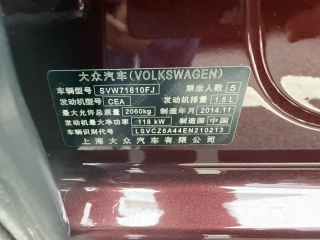 大众汽车(VOLKSWAGEN)
车辆型号 SVW71810FJ 乘坐人数 5
发动机型号 CEA 发动机排量 1.8 L
最大允许总质量 2060kg 制造年月 2014.11
发动机最大净功率 118 kW 制造国 中国
车辆识别代号 LSVCZ6A44EN210213
上海大众汽车有限公司